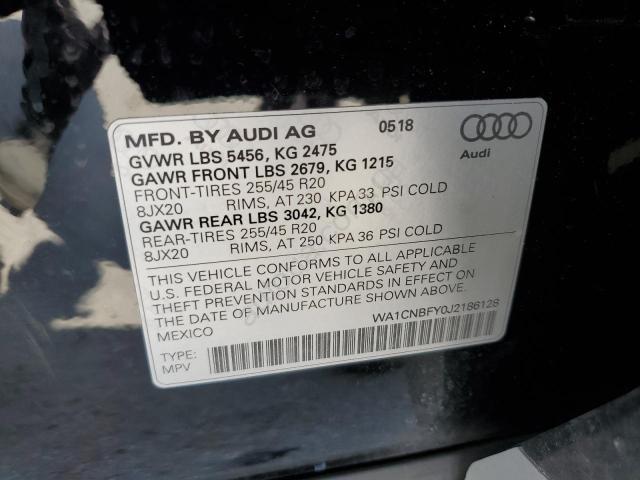 MFD. BY AUDI AG 0518
Audi
GVWR LBS 5456, KG 2475
GAWR FRONT LBS 2679, KG 1215
FRONT-TIRES 255/45 R20
8JX20 RIMS, AT 230 KPA 33 PSI COLD
GAWR REAR LBS 3042, KG 1380
REAR-TIRES 255/45 R20
8JX20 RIMS, AT 250 KPA 36 PSI COLD
THIS VEHICLE CONFORMS TO ALL APPLICABLE
U.S. FEDERAL MOTOR VEHICLE SAFETY AND
THEFT PREVENTION STANDARDS IN EFFECT ON
THE DATE OF MANUFACTURE SHOWN ABOVE.
MEXICO WA1CNBFY0J2186128
TYPE:
MPV